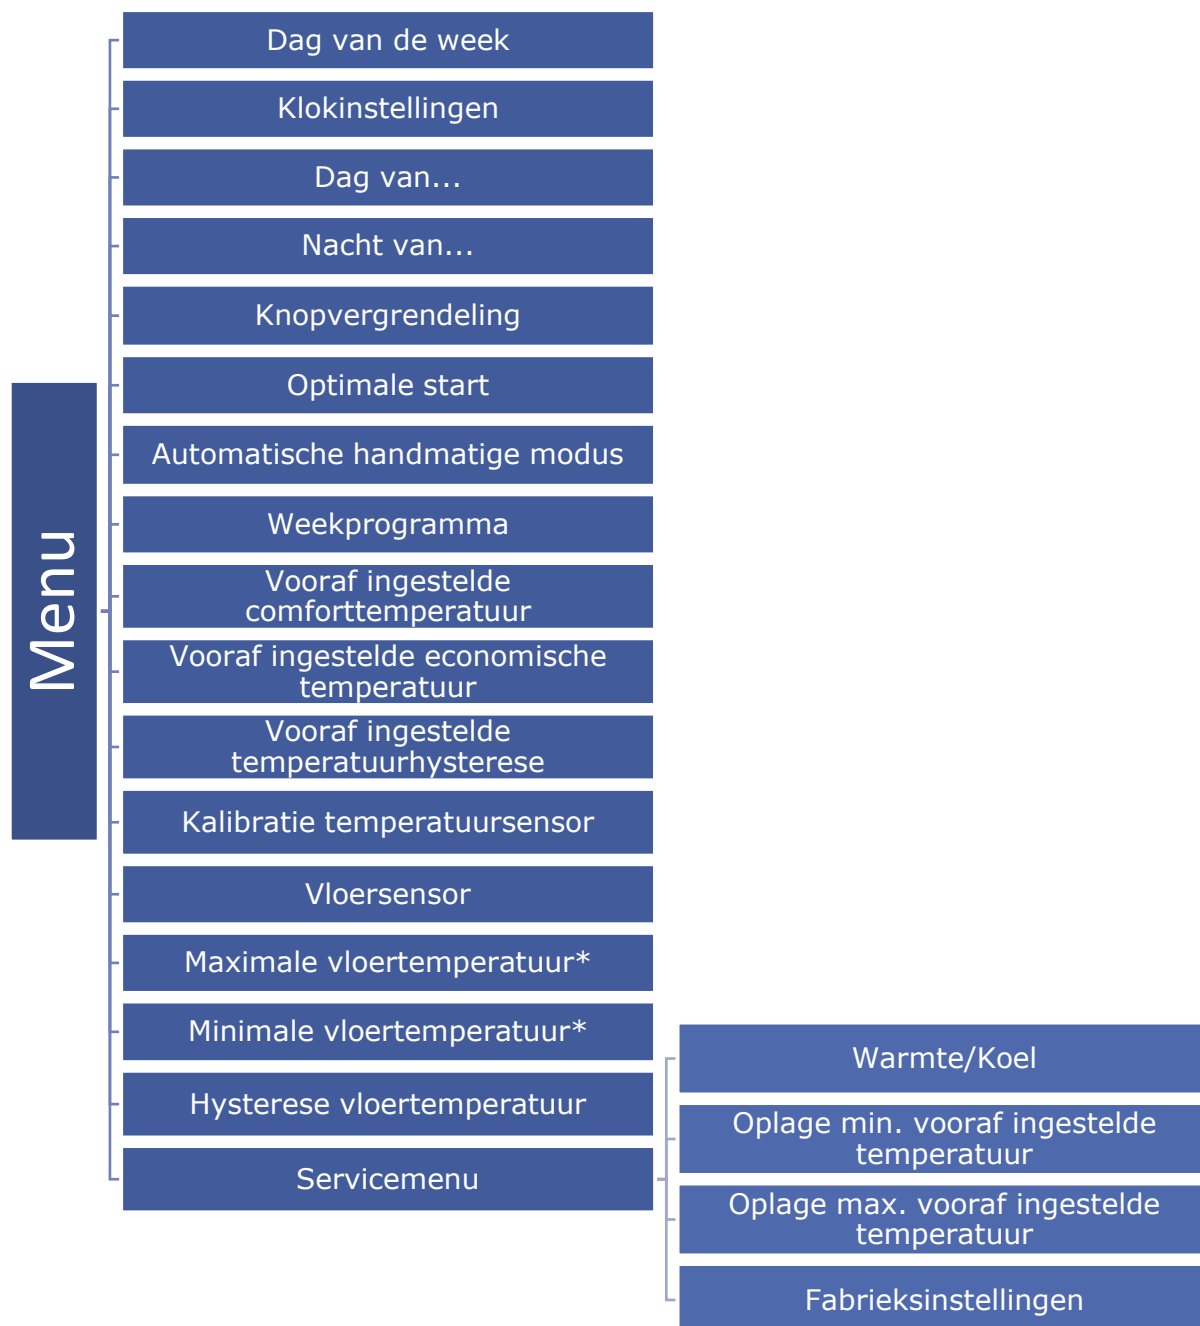 Menu
Dag van de week
Klokinstellingen
Dag van...
Nacht van...
Knopvergrendeling
Optimale start
Automatische handmatige modus
Weekprogramma
Vooraf ingestelde
comforttemperatuur
Vooraf ingestelde economische
temperatuur
Vooraf ingestelde
temperatuurhysterese
Kalibratie temperatuursensor
Vloersensor
Maximale vloertemperatuur*
Minimale vloertemperatuur*
Hysterese vloertemperatuur
Servicemenu
Warmte/Koel
Oplage min. vooraf ingestelde
temperatuur
Oplage max. vooraf ingestelde
temperatuur
Fabrieksinstellingen